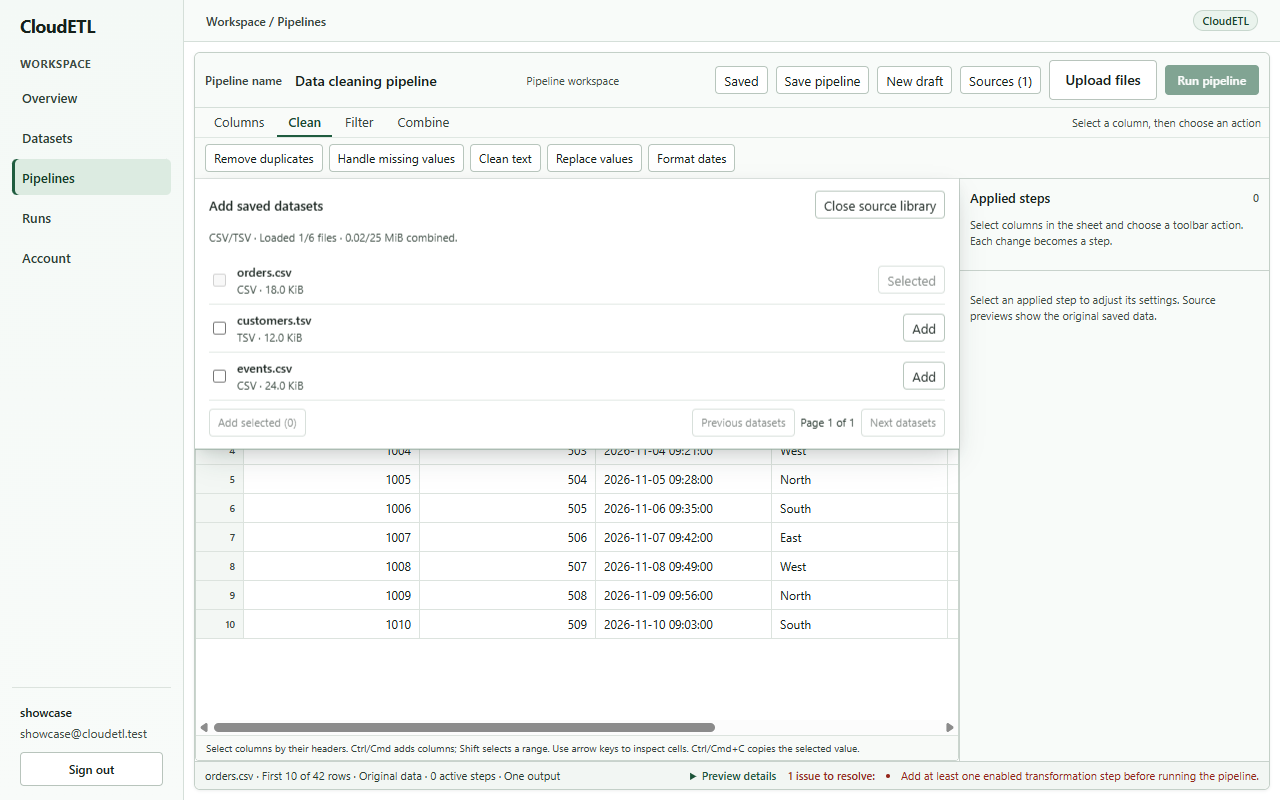 CloudETL
WORKSPACE
Overview
Datasets
Pipelines
Runs
Account
showcase
showcase@cloudetl.test
Sign out
Workspace / Pipelines
CloudETL
Pipeline name Data cleaning pipeline Pipeline workspace Saved Save pipeline New draft Sources (1) Upload files Run pipeline
Columns Clean Filter Combine Select a column, then choose an action
Remove duplicates Handle missing values Clean text Replace values Format dates
Add saved datasets Close source library
CSV/TSV · Loaded 1/6 files · 0.02/25 MiB combined.
orders.csv
CSV · 18.0 KiB
Selected
customers.tsv
TSV · 12.0 KiB
Add
events.csv
CSV · 24.0 KiB
Add
Add selected (0) Previous datasets Page 1 of 1 Next datasets
4 1004 503 2026-11-04 09:21:00 West
5 1005 504 2026-11-05 09:28:00 North
6 1006 505 2026-11-06 09:35:00 South
7 1007 506 2026-11-07 09:42:00 East
8 1008 507 2026-11-08 09:49:00 West
9 1009 508 2026-11-09 09:56:00 North
10 1010 509 2026-11-10 09:03:00 South
Select columns by their headers. Ctrl/Cmd adds columns; Shift selects a range. Use arrow keys to inspect cells. Ctrl/Cmd+C copies the selected value.
Applied steps 0
Select columns in the sheet and choose a toolbar action.
Each change becomes a step.
Select an applied step to adjust its settings. Source
previews show the original saved data.
orders.csv · First 10 of 42 rows · Original data · 0 active steps · One output
Preview details 1 issue to resolve: • Add at least one enabled transformation step before running the pipeline.